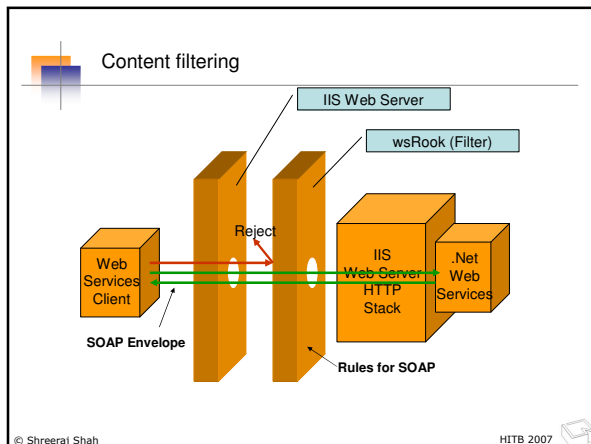 Content filtering
IIS Web Server
wsRook (Filter)
Reject
Web
Services
Client
IIS
Web Server
HTTP
Stack
.Net
Web
Services
SOAP Envelope
Rules for SOAP
© Shreeraj Shah
HITB 2007